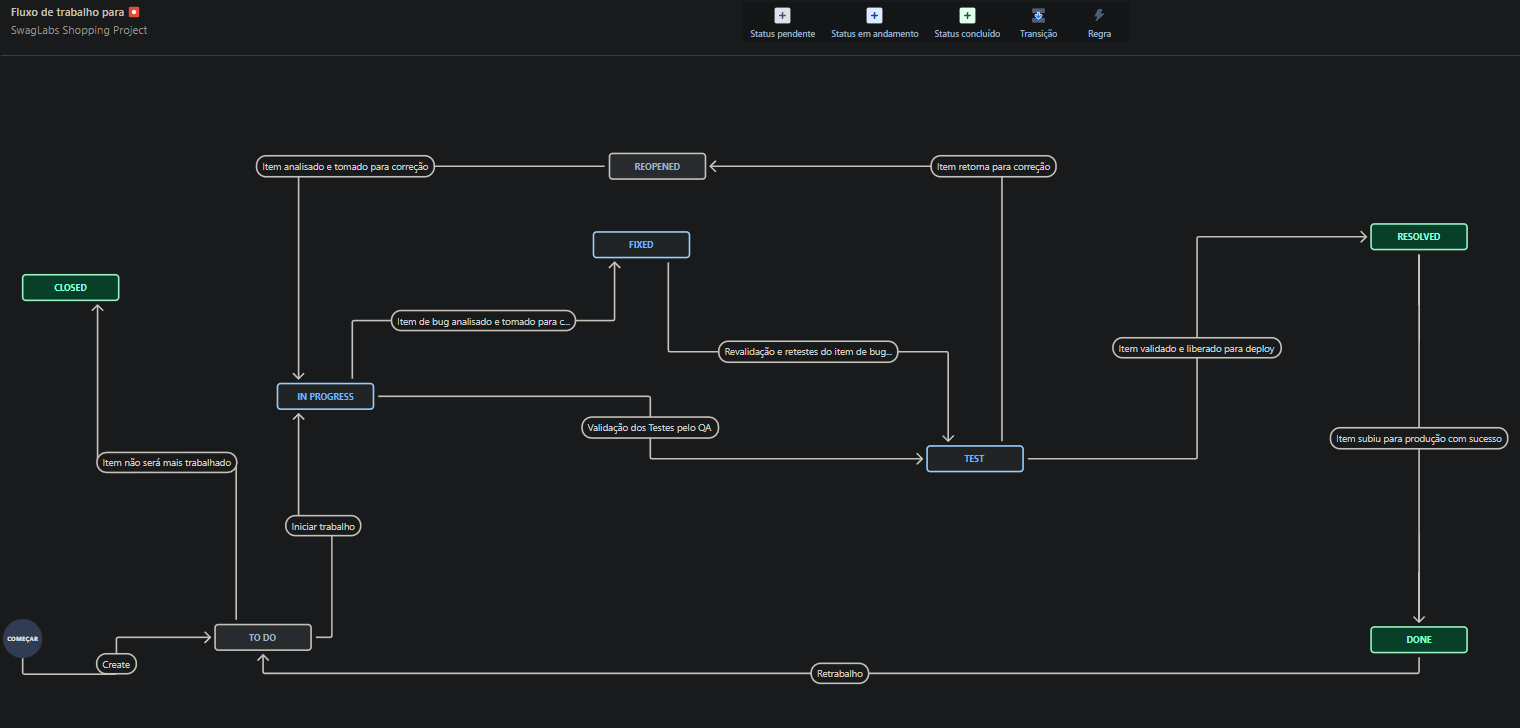 Fluxo de trabalho para
SwagLabs Shopping Project
Status pendente
Status em andamento
Status concluído
Transição
Regra
Item analisado e tomado para correção
REOPENED
Item retorna para correção
FIXED
RESOLVED
CLOSED
Item de bug analisado e tomado para c...
Revalidação e retestes do item de bug...
Item validado e liberado para deploy
IN PROGRESS
Validação dos Testes pelo QA
Item subiu para produção com sucesso
Item não será mais trabalhado
TEST
Iniciar trabalho
COMEÇAR
TO DO
DONE
Create
Retrabalho